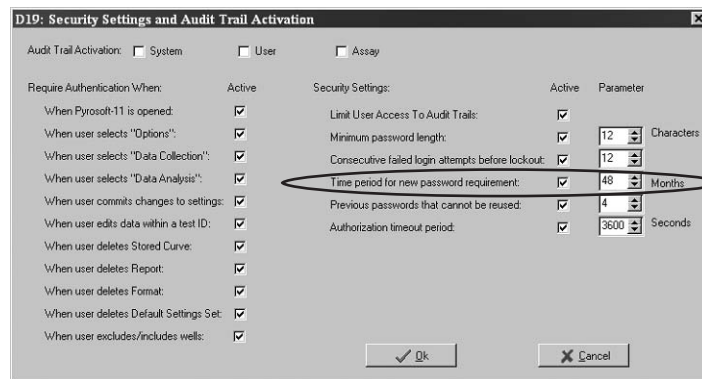 D19: Security Settings and Audit Trail Activation
Audit Trail Activation: System User Assay
Require Authentication When: Active Security Settings: Active Parameter
When Pyrosoft-11 is opened: Limit User Access To Audit Trails:
When user selects "Options": Minimum password length: 12 Characters
When user selects "Data Collection": Consecutive failed login attempts before lockout: 12
When user selects "Data Analysis": Time period for new password requirement: 48 Months
When user commits changes to settings: Previous passwords that cannot be reused: 4
When user edits data within a test ID: Authorization timeout period: 3600 Seconds
When user deletes Stored Curve:
When user deletes Report:
When user deletes Format:
When user deletes Default Settings Set:
When user excludes/includes wells:
Ok Cancel